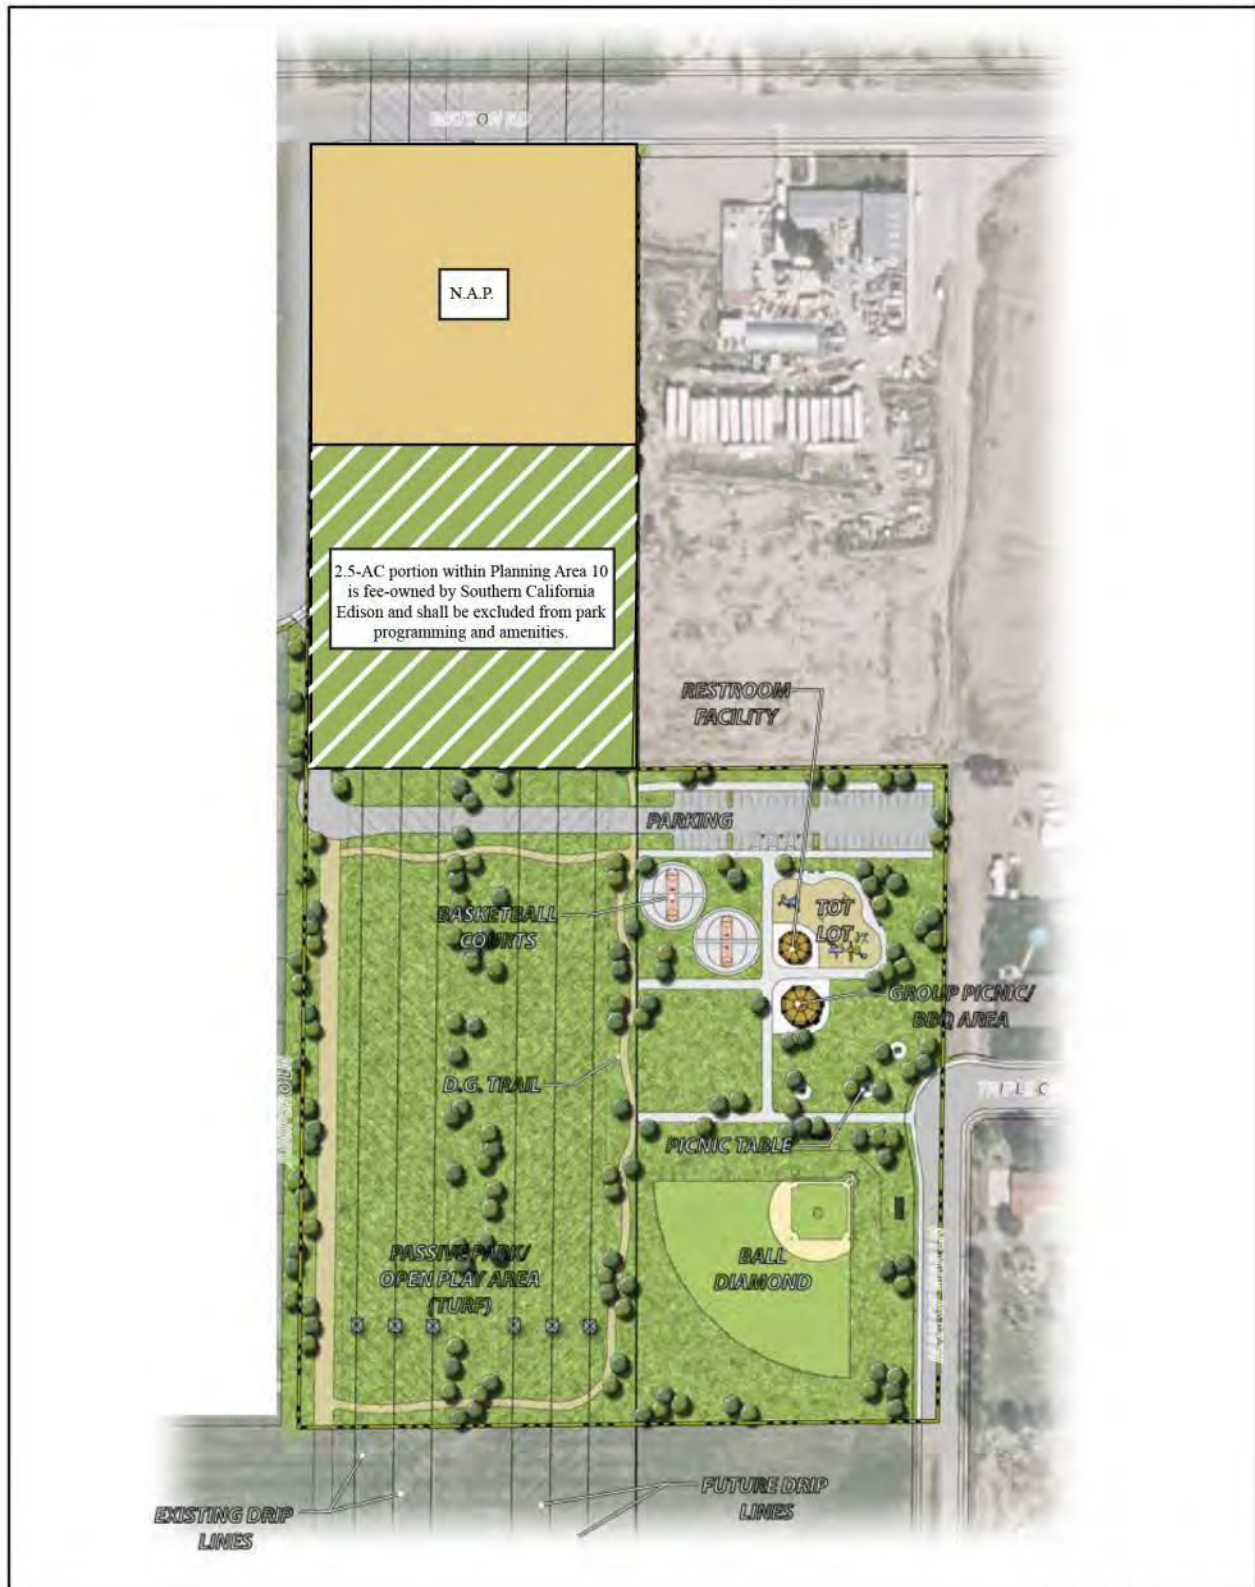 N.A.P.
2.5-AC portion within Planning Area 10
is fee-owned by Southern California
Edison and shall be excluded from park
programming and amenities.
RESTROOM
FACILITY
PARKING
TOT
LOT
BASKETBALL
COURTS
GROUP PICNIC/
BBQ AREA
D.G. TRAIL
PICNIC TABLE
PASSIVE PARK/
OPEN PLAY AREA
(TURF)
BALL
DIAMOND
EXISTING DRIP
LINES
FUTURE DRIP
LINES